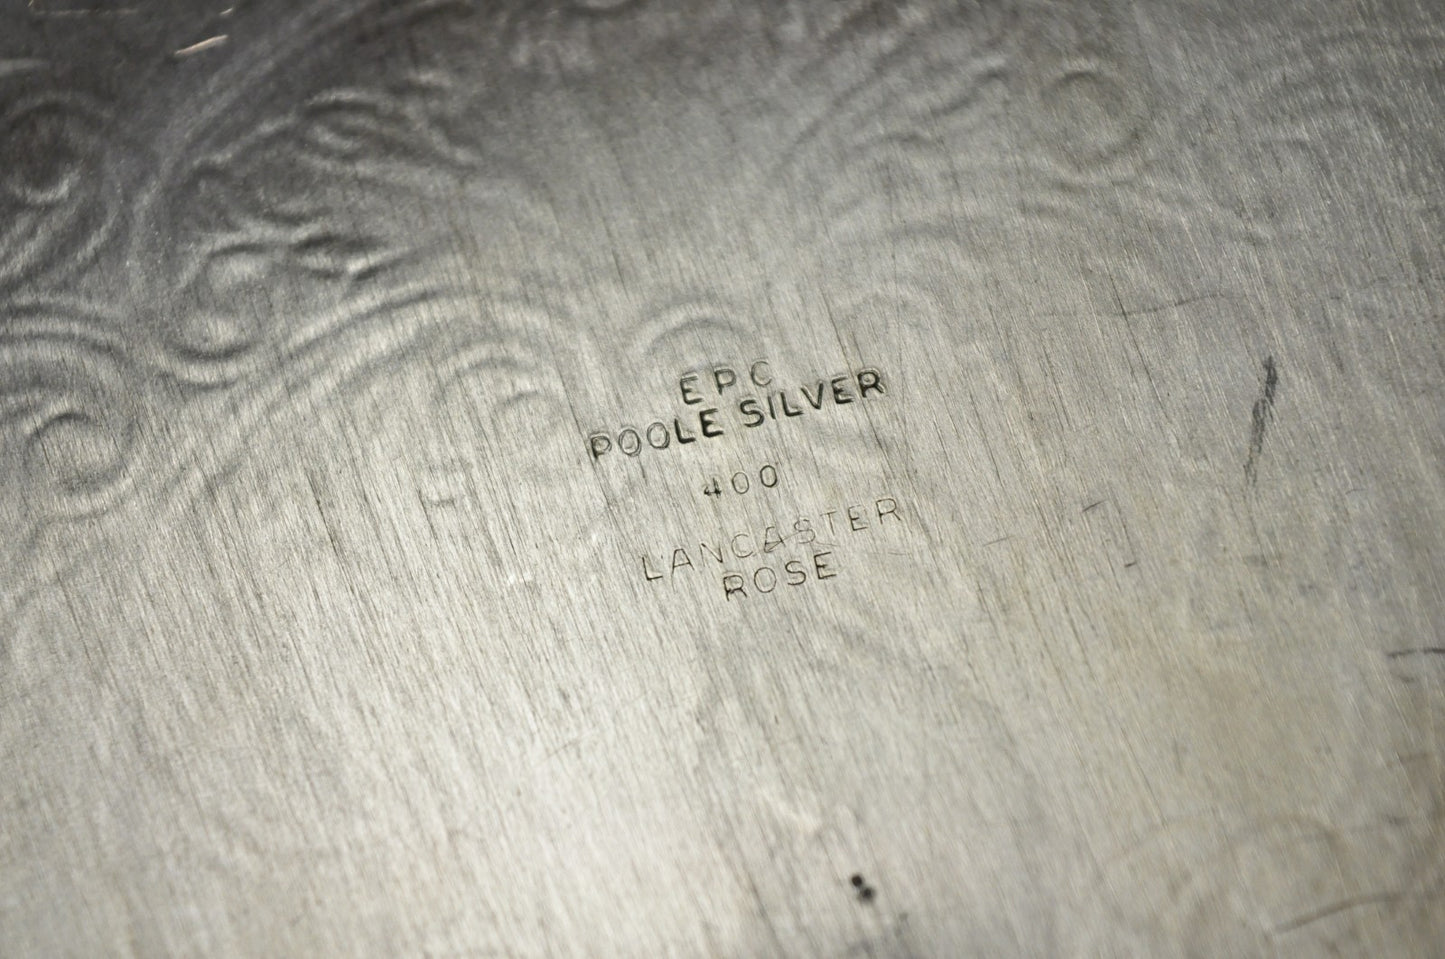 EPC
POOLE SILVER
400
LANCASTER
ROSE